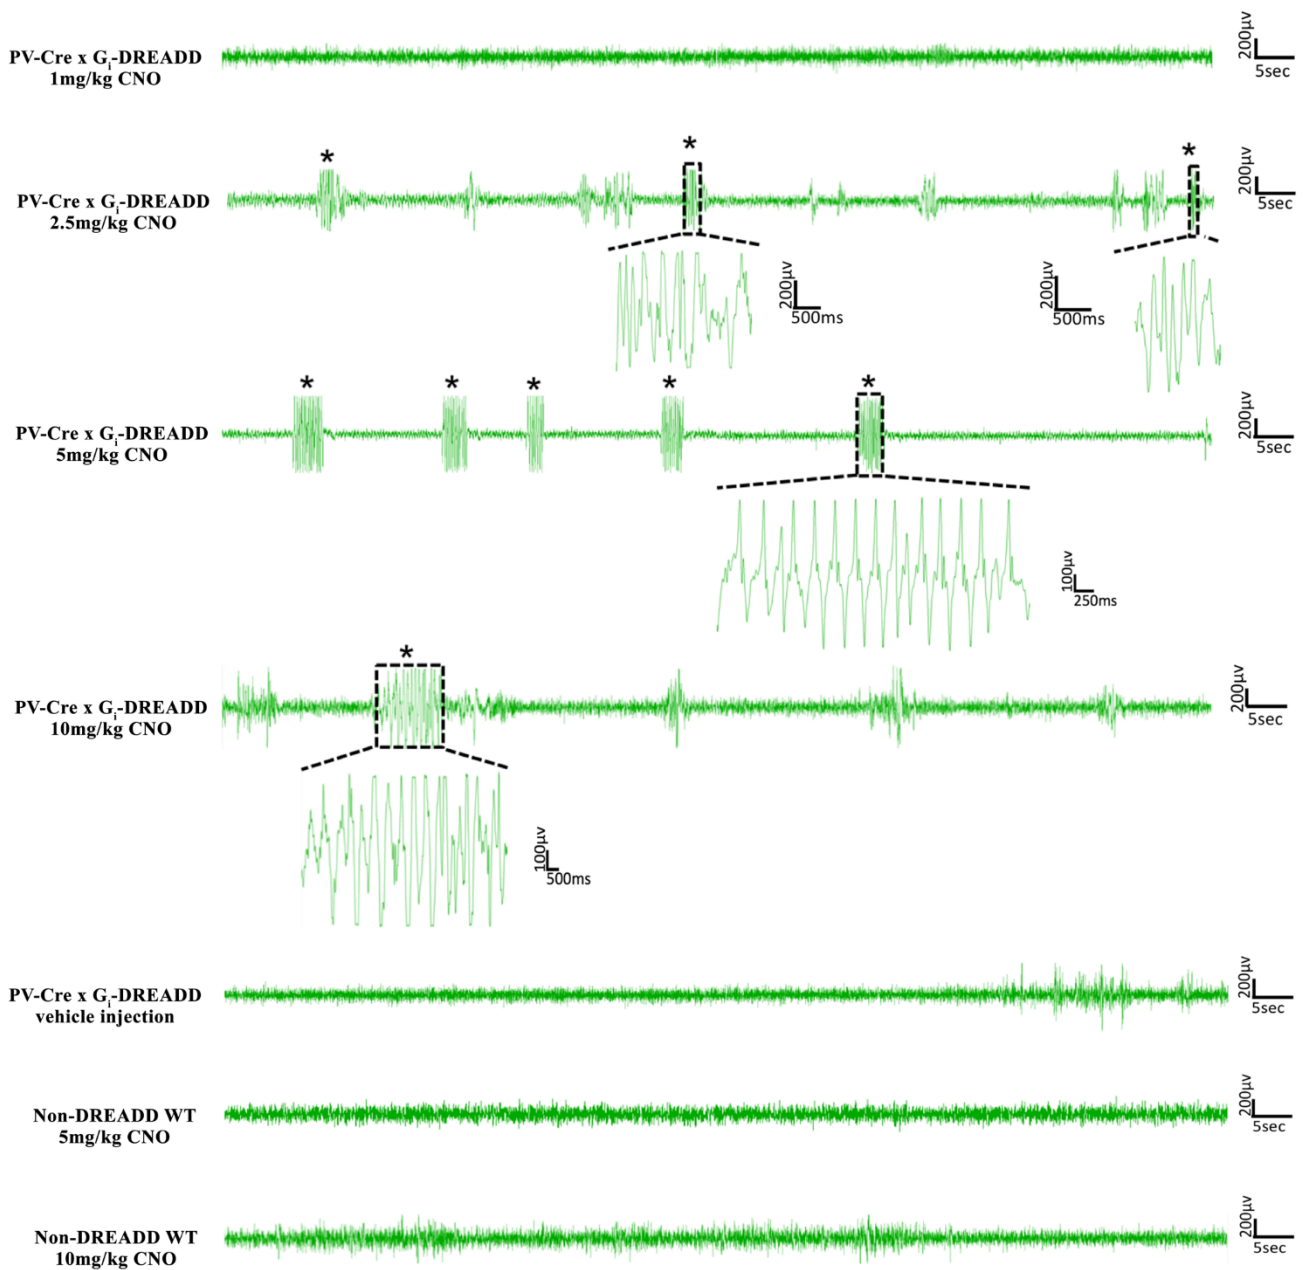 PV-Cre x Gi-DREADD
1mg/kg CNO
200μv
5sec
*
*
*
PV-Cre x Gi-DREADD
2.5mg/kg CNO
200μv
5sec
200μv
500ms
200μv
500ms
*
*
*
*
*
PV-Cre x Gi-DREADD
5mg/kg CNO
200μv
5sec
100μv
250ms
*
PV-Cre x Gi-DREADD
10mg/kg CNO
200μv
5sec
100μv
500ms
PV-Cre x Gi-DREADD
vehicle injection
200μv
5sec
Non-DREADD WT
5mg/kg CNO
200μv
5sec
Non-DREADD WT
10mg/kg CNO
200μv
5sec